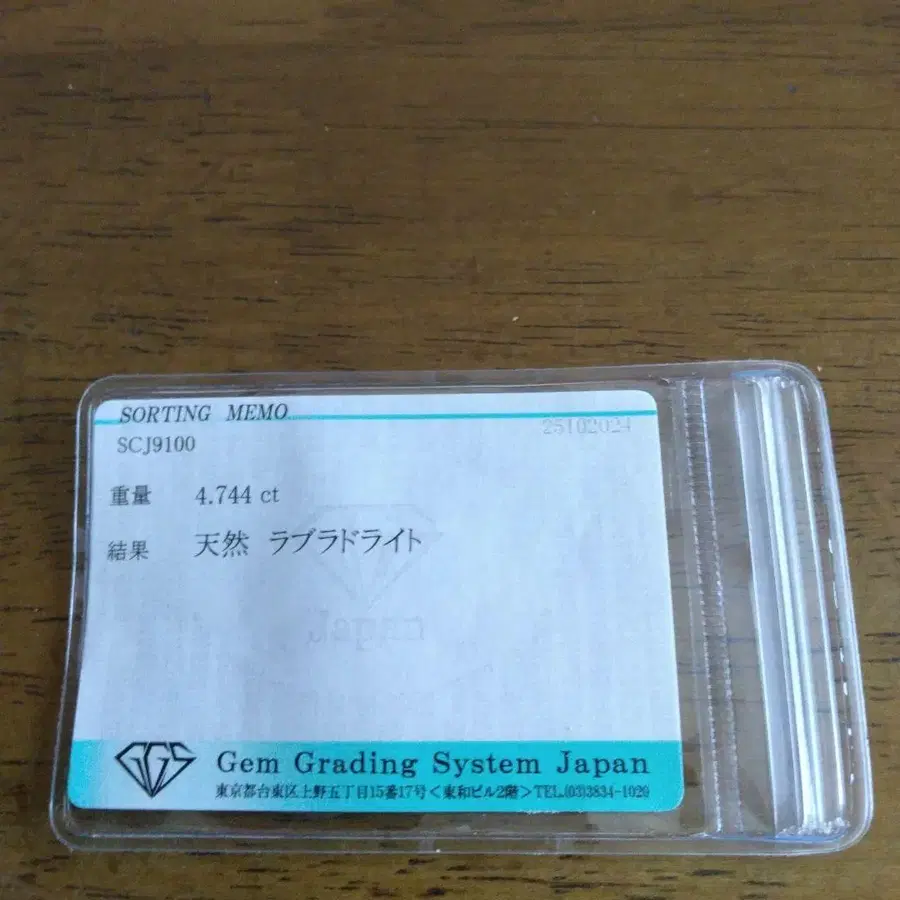 SORTING MEMO
25102024
SCJ9100
重量 4.744 ct
結果 天然 ラブラドライト
GGS
Gem Grading System Japan
東京都台東区上野五丁目15番17号<東和ビル2階>TEL.(03)3834-1020